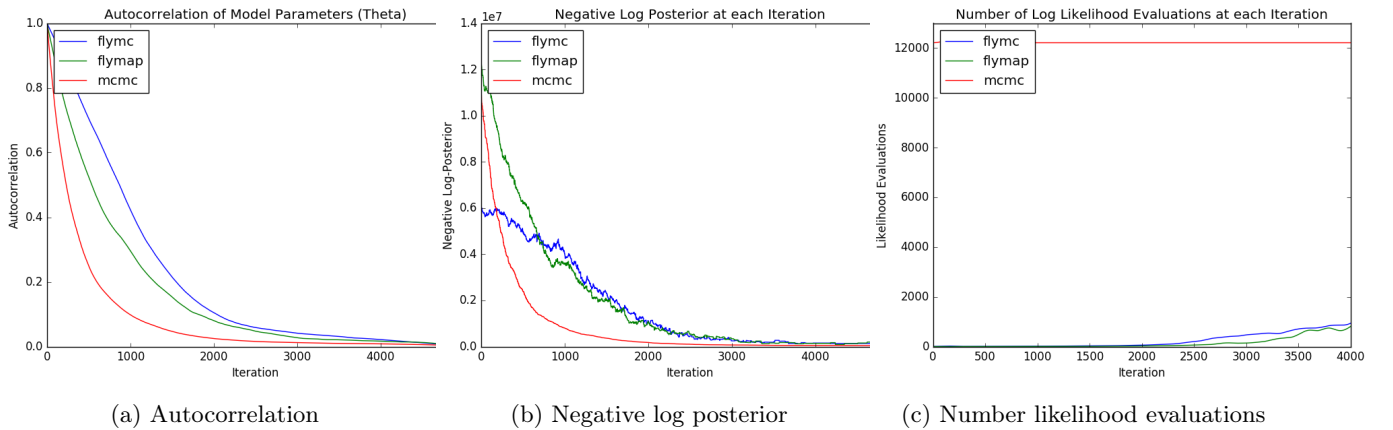 Autocorrelation of Model Parameters (Theta)
flymc
flymap
mcmc
1.0
0.8
0.6
0.4
0.2
0.0
0
1000
2000
3000
4000
Autocorrelation
Iteration
(a) Autocorrelation
Negative Log Posterior at each Iteration
1e7
flymc
flymap
mcmc
1.4
1.2
1.0
0.8
0.6
0.4
0.2
0.0
0
1000
2000
3000
4000
Negative Log-Posterior
Iteration
(b) Negative log posterior
Number of Log Likelihood Evaluations at each Iteration
flymc
flymap
mcmc
12000
10000
8000
6000
4000
2000
0
0
500
1000
1500
2000
2500
3000
3500
4000
Likelihood Evaluations
Iteration
(c) Number likelihood evaluations